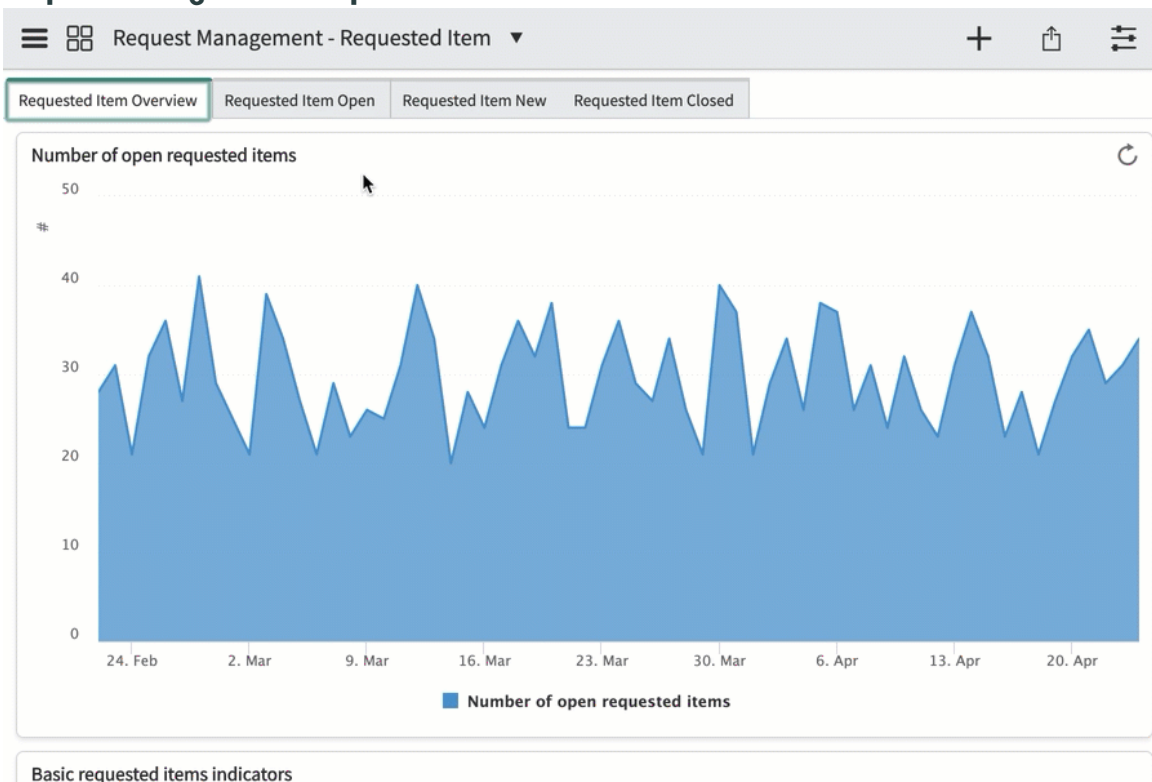 Request Management - Requested Item ▼
Requested Item Overview
Requested Item Open
Requested Item New
Requested Item Closed
Number of open requested items
50
#
40
30
20
10
0
24. Feb
2. Mar
9. Mar
16. Mar
23. Mar
30. Mar
6. Apr
13. Apr
20. Apr
Number of open requested items
Basic requested items indicators